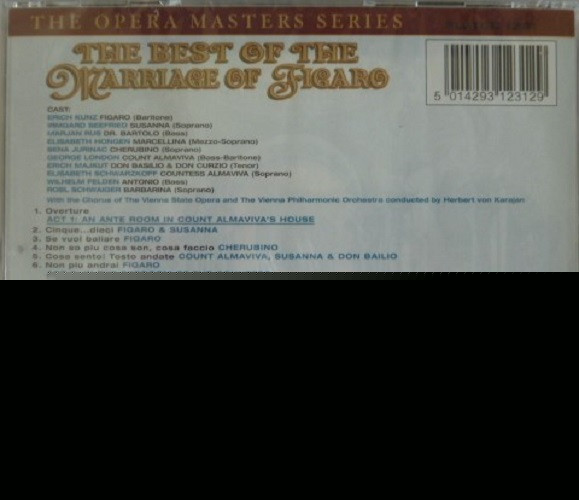 THE OPERA MASTERS SERIES
THE BEST OF THE
MARRIAGE OF FIGARO
5 014293 123129
CAST:
ERICH KUNZ FIGARO (Baritone)
IRMGARD SEEFRIED SUSANNA (Soprano)
MARJAN RUS DR. BARTOLO (Bass)
ELISABETH HONGEN MARCELLINA (Mezzo-Soprano)
SENA JURINAC CHERUBINO (Soprano)
GEORGE LONDON COUNT ALMAVIVA (Bass-Baritone)
ERICH MAJKUT DON BASILIO & DON CURZIO (Tenor)
ELISABETH SCHWARZKOPF COUNTESS ALMAVIVA (Soprano)
WILHELM FELDEN ANTONIO (Bass)
ROSL SCHWAIGER BARBARINA (Soprano)
With the Chorus of The Vienna State Opera and The Vienna Philharmonic Orchestra conducted by Herbert von Karajan
1. Overture
ACT 1: AN ANTE ROOM IN COUNT ALMAVIVA'S HOUSE
2. Cinque...dieci FIGARO & SUSANNA
3. Se vuol ballare FIGARO
4. Non so piu cosa son, cosa faccio CHERUBINO
5. Cosa sento! Tosto andate COUNT ALMAVIVA, SUSANNA & DON BAILIO
6. Non piu andrai FIGARO